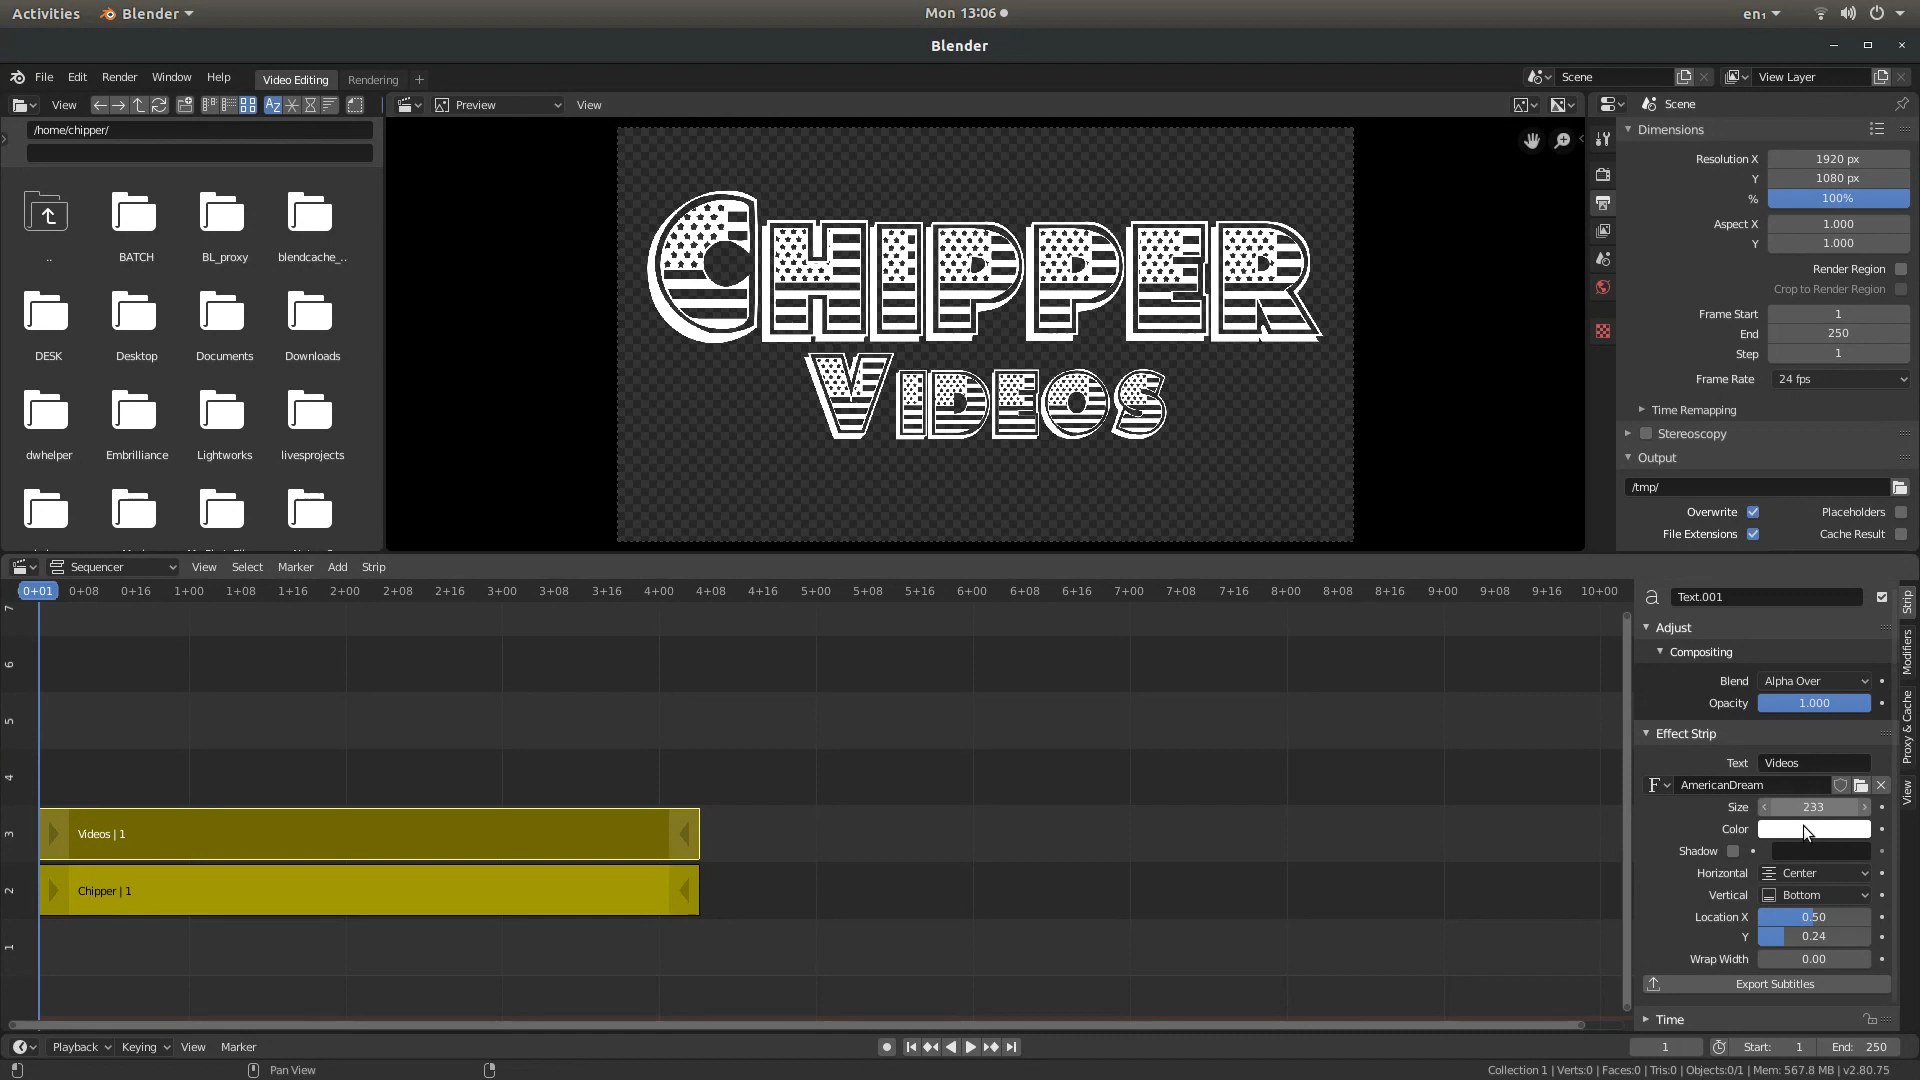 Activities Blender Mon 13:06 en₁
Blender
File Edit Render Window Help Video Editing Rendering + Scene View Layer
View Preview View Scene
/home/chipper/
.. BATCH BL_proxy blendcache_..
DESK Desktop Documents Downloads
dwhelper Embrilliance Lightworks livesprojects
Chipper
Videos
Dimensions
Resolution X 1920 px
Y 1080 px
% 100%
Aspect X 1.000
Y 1.000
Render Region
Crop to Render Region
Frame Start 1
End 250
Step 1
Frame Rate 24 fps
Time Remapping
Stereoscopy
Output
/tmp/
Overwrite Placeholders
File Extensions Cache Result
Sequencer View Select Marker Add Strip
0+01 0+08 0+16 1+00 1+08 1+16 2+00 2+08 2+16 3+00 3+08 3+16 4+00 4+08 4+16 5+00 5+08 5+16 6+00 6+08 6+16 7+00 7+08 7+16 8+00 8+08 8+16 9+00 9+08 9+16 10+00
7
6
5
4
3
2
1
Videos | 1
Chipper | 1
Text.001
Adjust
Compositing
Blend Alpha Over
Opacity 1.000
Effect Strip
Text Videos
F AmericanDream
Size 233
Color
Shadow
Horizontal Center
Vertical Bottom
Location X 0.50
Y 0.24
Wrap Width 0.00
Export Subtitles
Time
Strip
Modifiers
Proxy & Cache
View
Playback Keying View Marker 1 Start: 1 End: 250
Pan View Collection 1 | Verts:0 | Faces:0 | Tris:0 | Objects:0/1 | Mem: 567.8 MB | v2.80.75